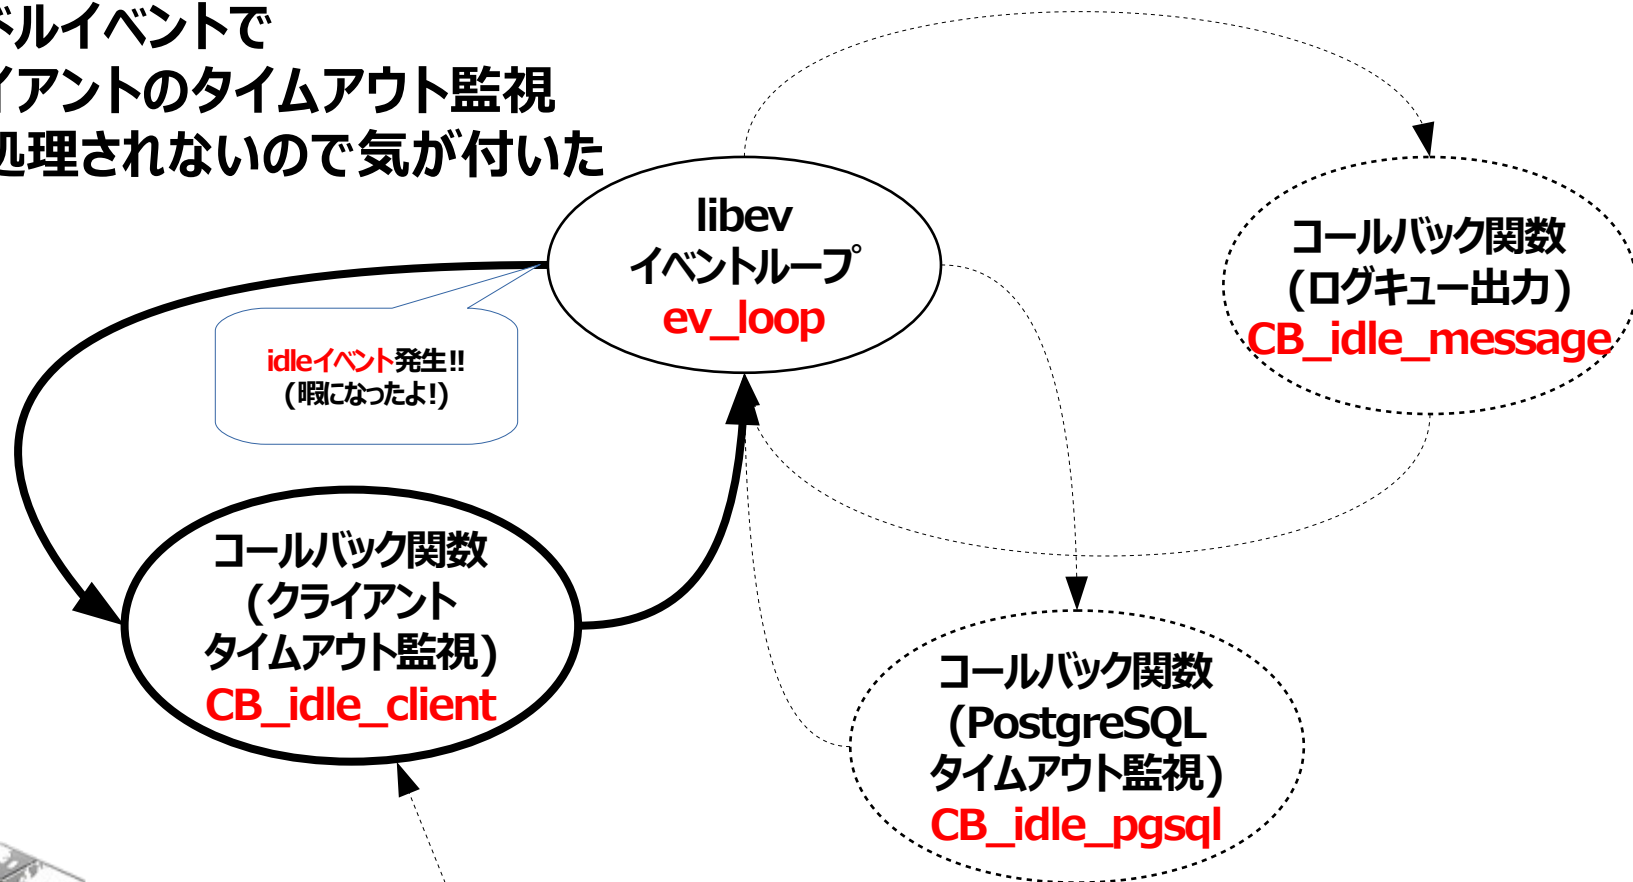 ドルイベントで
イアントのタイムアウト監視
処理されないので気が付いた
libev
イベントループ
ev_loop
コールバック関数
(ログキュー出力)
CB_idle_message
idleイベント発生!!
(暇になったよ!)
コールバック関数
(クライアント
タイムアウト監視)
CB_idle_client
コールバック関数
(PostgreSQL
タイムアウト監視)
CB_idle_pgsql